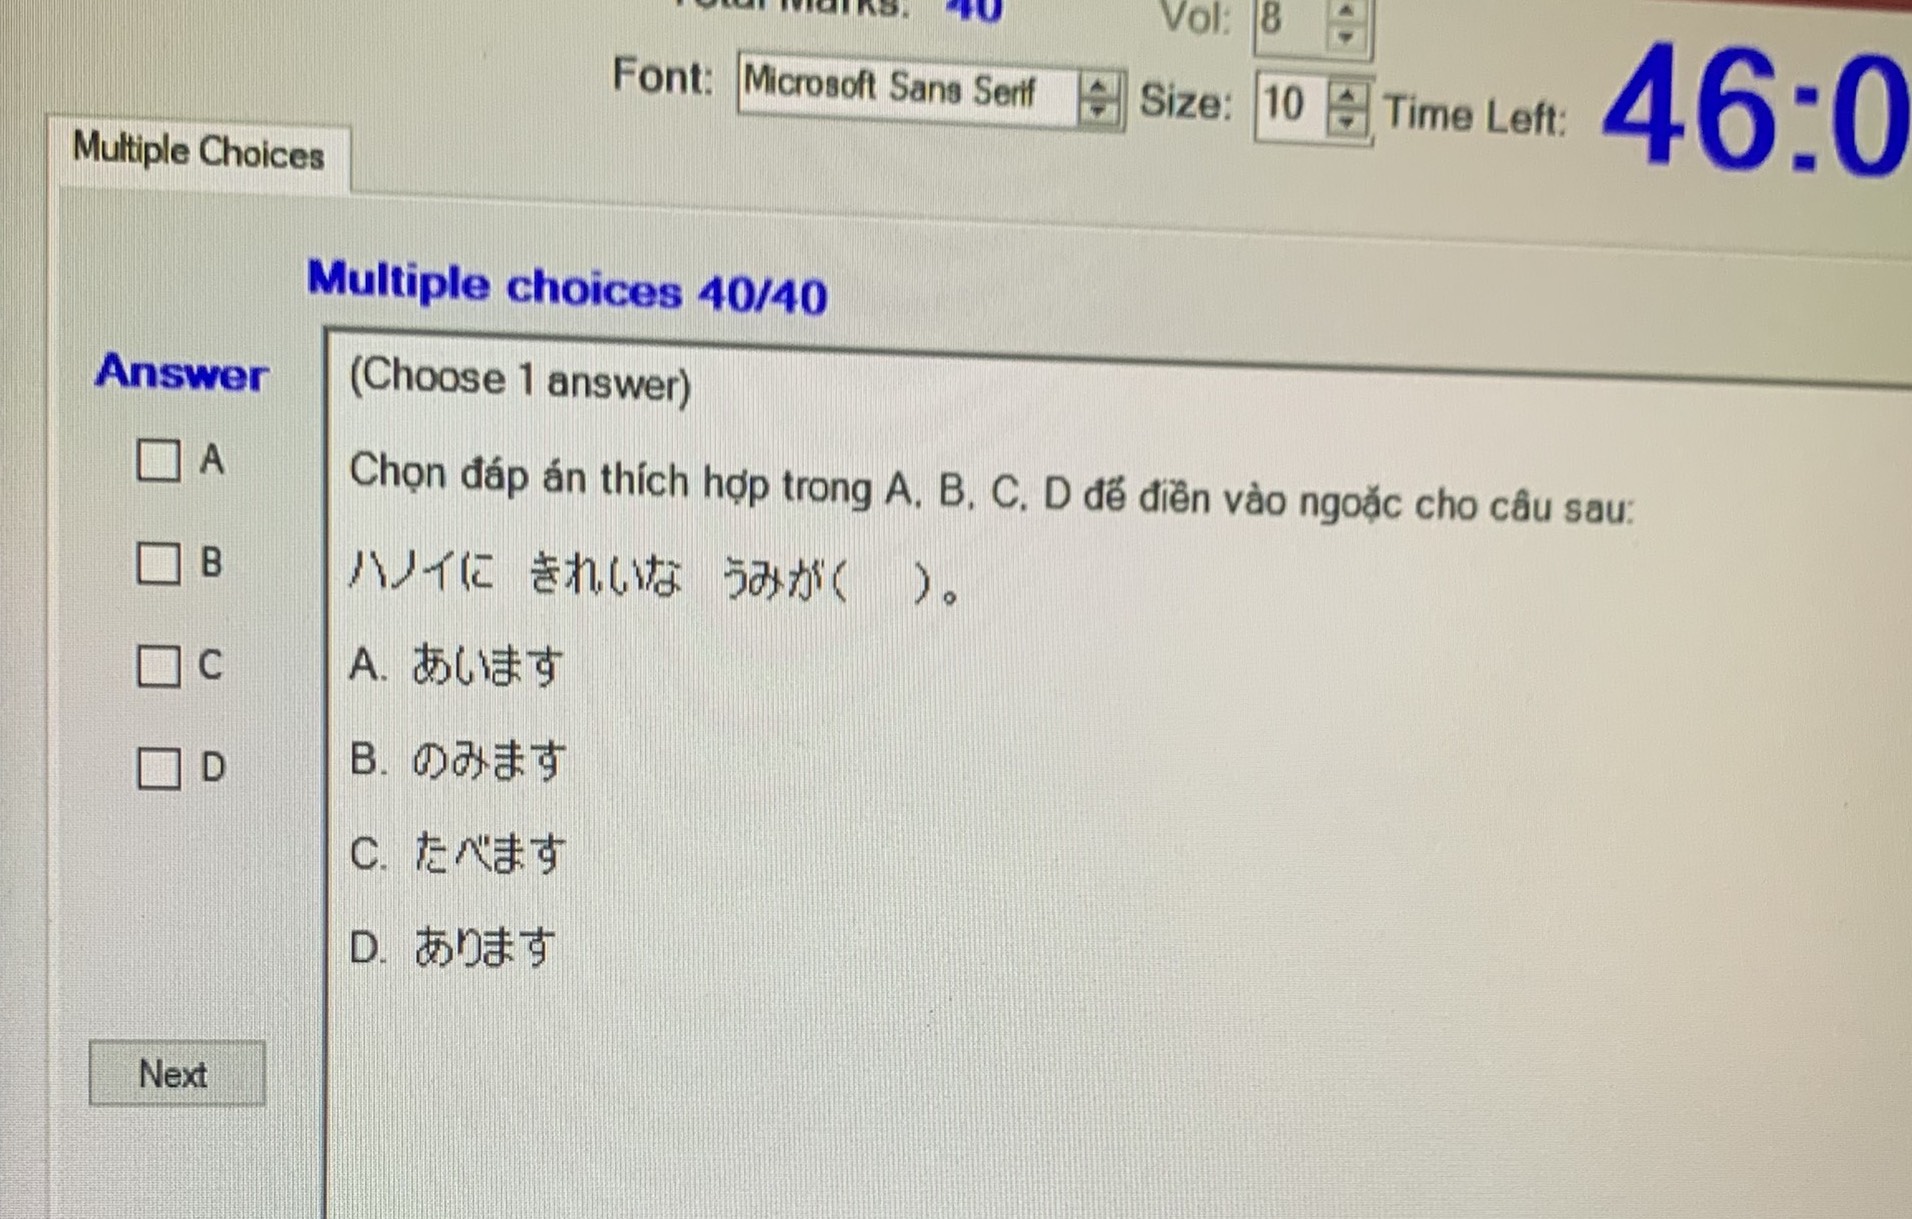 Total Marks: 40
Vol: 8
Font: Microsoft Sans Serif Size: 10 Time Left: 46:0
Multiple Choices
Multiple choices 40/40
Answer
A
B
C
D
Next
(Choose 1 answer)
Chọn đáp án thích hợp trong A, B, C, D để điền vào ngoặc cho câu sau:
ハノイに きれいな うみが( )。
A. あいます
B. のみます
C. たべます
D. あります